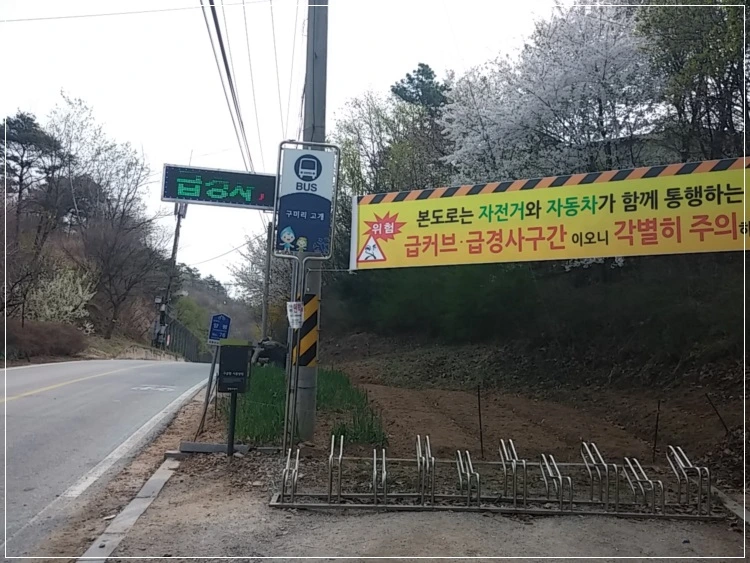 급경사
BUS
구미리 고개
위험
본도로는 자전거와 자동차가 함께 통행하는
급커브·급경사구간 이오니 각별히 주의하